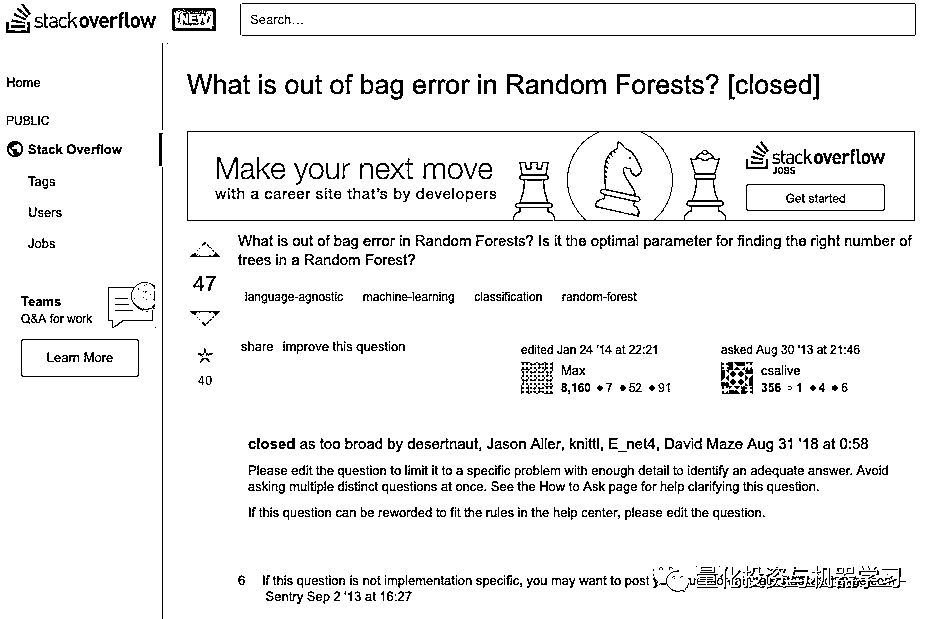 stackoverflow
NEW
Search...
Home
PUBLIC
Stack Overflow
Tags
Users
Jobs
Teams
Q&A for work
Learn More
What is out of bag error in Random Forests? [closed]
Make your next move
with a career site that's by developers
stackoverflow
JOBS
Get started
47
40
What is out of bag error in Random Forests? Is it the optimal parameter for finding the right number of
trees in a Random Forest?
language-agnostic machine-learning classification random-forest
share improve this question
edited Jan 24 '14 at 22:21
Max
8,160 7 52 91
asked Aug 30 '13 at 21:46
csalive
356 1 4 6
closed as too broad by desertnaut, Jason Aller, knittl, E_net4, David Maze Aug 31 '18 at 0:58
Please edit the question to limit it to a specific problem with enough detail to identify an adequate answer. Avoid
asking multiple distinct questions at once. See the How to Ask page for help clarifying this question.
If this question can be reworded to fit the rules in the help center, please edit the question.
6 If this question is not implementation specific, you may want to post
Sentry Sep 2 '13 at 16:27
量化投资与机器学习